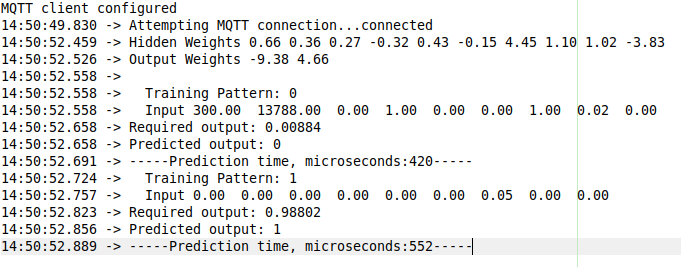 MQTT client configured
14:50:49.830 -> Attempting MQTT connection...connected
14:50:52.459 -> Hidden Weights 0.66 0.36 0.27 -0.32 0.43 -0.15 4.45 1.10 1.02 -3.83
14:50:52.526 -> Output Weights -9.38 4.66
14:50:52.558 ->
14:50:52.558 ->   Training Pattern: 0
14:50:52.558 ->   Input 300.00  13788.00  0.00  1.00  0.00  0.00  1.00  0.02  0.00
14:50:52.658 -> Required output: 0.00884
14:50:52.658 -> Predicted output: 0
14:50:52.691 -> -----Prediction time, microseconds:420-----
14:50:52.724 ->   Training Pattern: 1
14:50:52.757 ->   Input 0.00  0.00  0.00  0.00  0.00  0.00  0.05  0.00  0.00
14:50:52.823 -> Required output: 0.98802
14:50:52.856 -> Predicted output: 1
14:50:52.889 -> -----Prediction time, microseconds:552-----